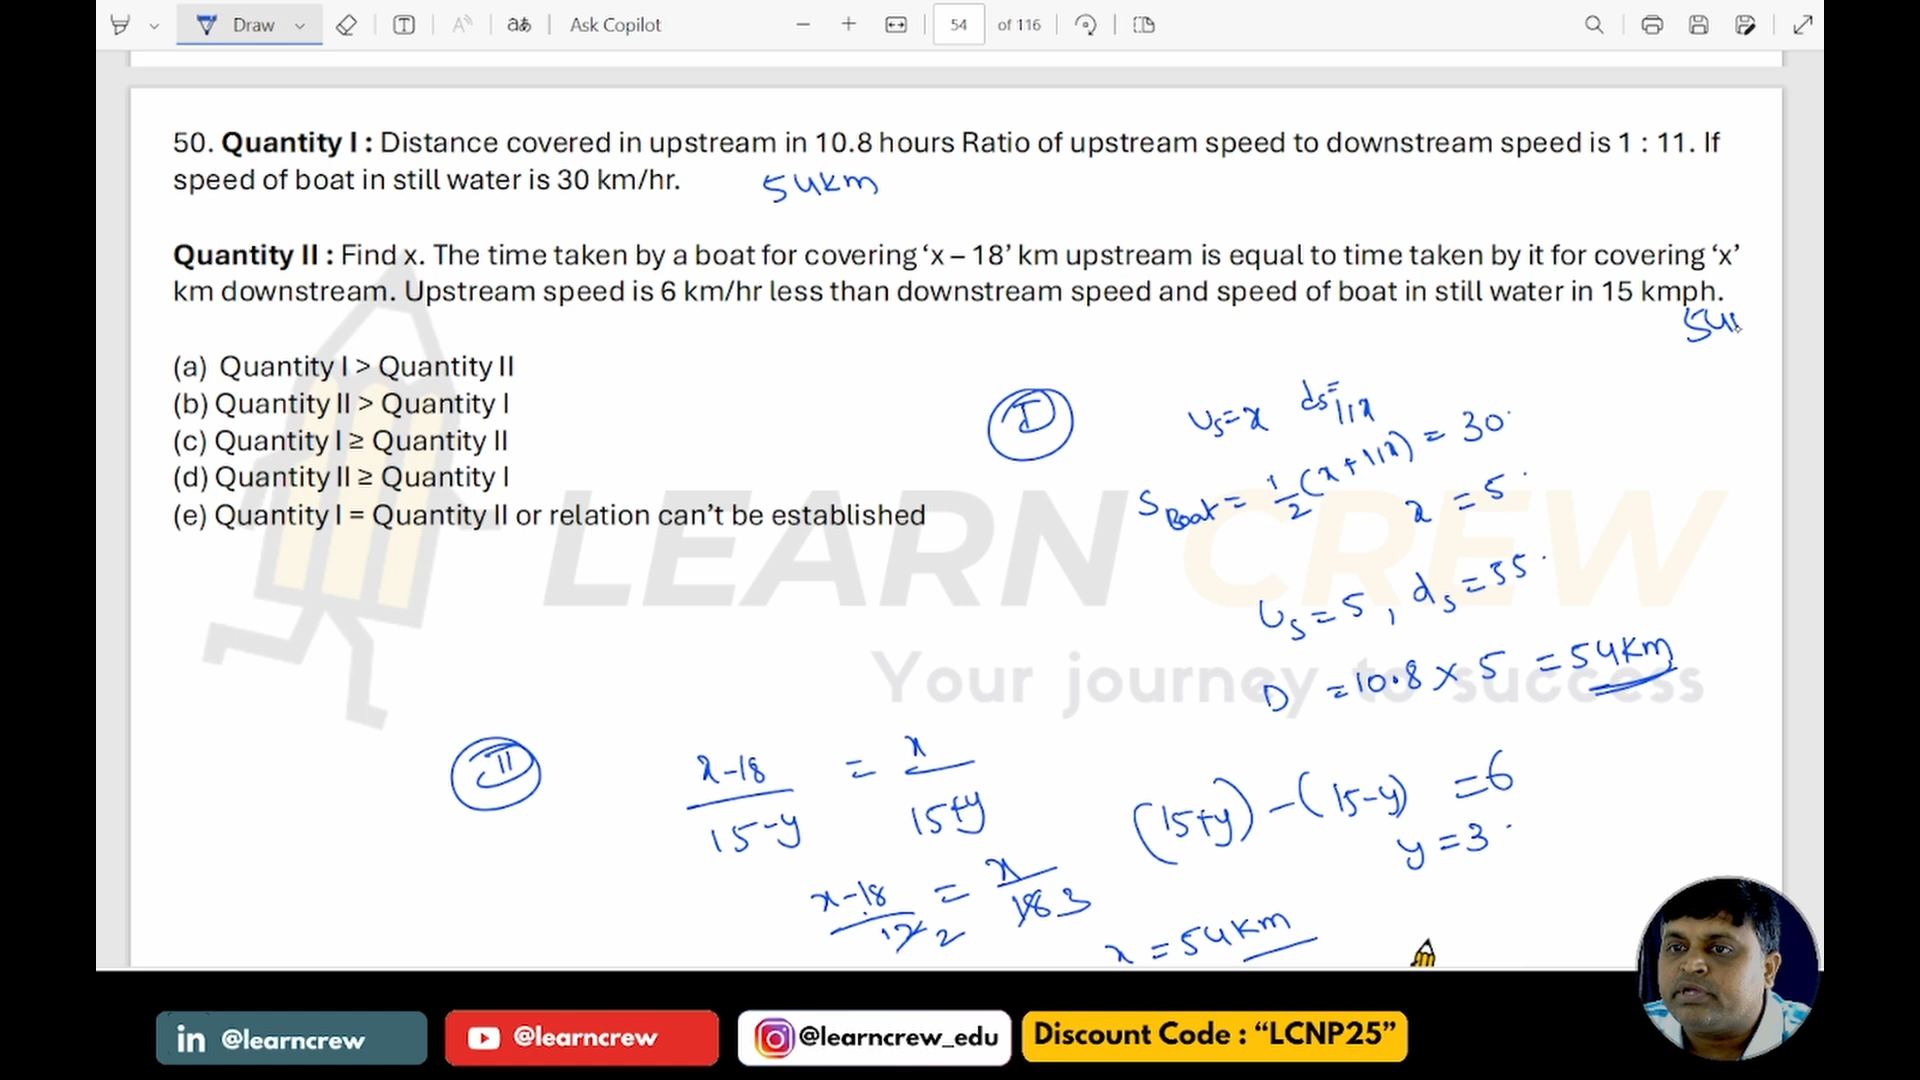 Draw
Ask Copilot
54 of 116
50. Quantity I : Distance covered in upstream in 10.8 hours Ratio of upstream speed to downstream speed is 1 : 11. If
speed of boat in still water is 30 km/hr.
54km
Quantity II : Find x. The time taken by a boat for covering ‘x – 18’ km upstream is equal to time taken by it for covering ‘x’
km downstream. Upstream speed is 6 km/hr less than downstream speed and speed of boat in still water in 15 kmph.
(a) Quantity I > Quantity II
(b) Quantity II > Quantity I
(c) Quantity I ≥ Quantity II
(d) Quantity II ≥ Quantity I
(e) Quantity I = Quantity II or relation can’t be established
I
Us=x ds=11x
S Boat = 1/2 (x+11x) = 30
x = 5
Us = 5, ds = 35
D = 10.8 x 5 = 54km
LEARN CREW
Your journey to success
II
x-18/15-y = x/15+y
(15+y) - (15-y) = 6
y = 3
x-18/12 2 = x/18 3
x = 54km
in @learncrew
@learncrew
@learncrew_edu
Discount Code : “LCNP25”